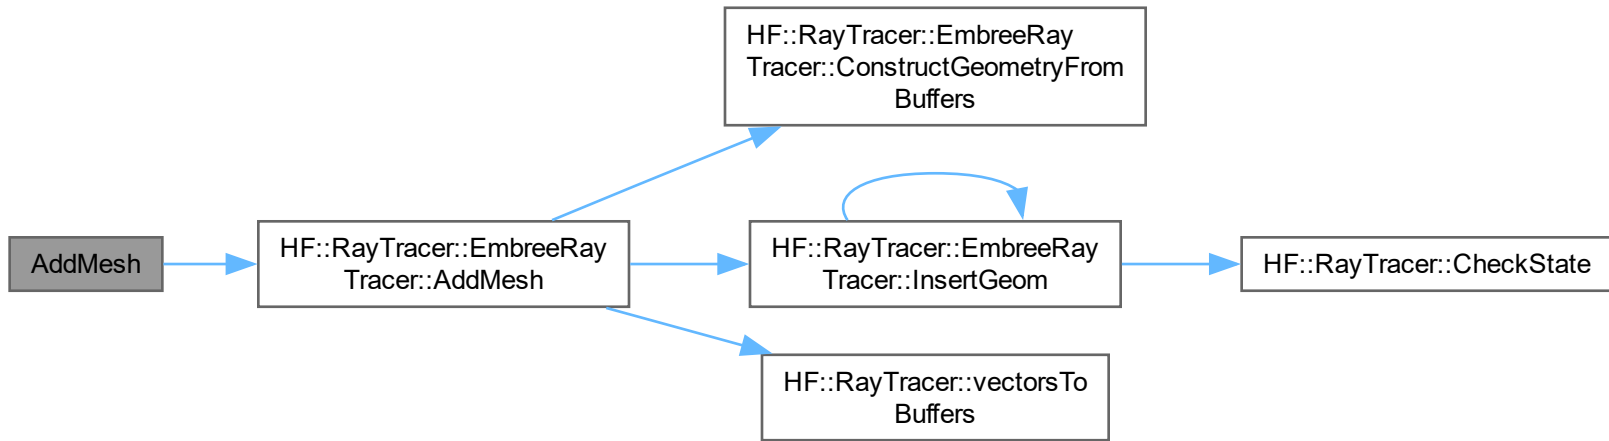 AddMesh
HF::RayTracer::EmbreeRay
Tracer::AddMesh
HF::RayTracer::EmbreeRay
Tracer::ConstructGeometryFrom
Buffers
HF::RayTracer::EmbreeRay
Tracer::InsertGeom
HF::RayTracer::CheckState
HF::RayTracer::vectorsTo
Buffers